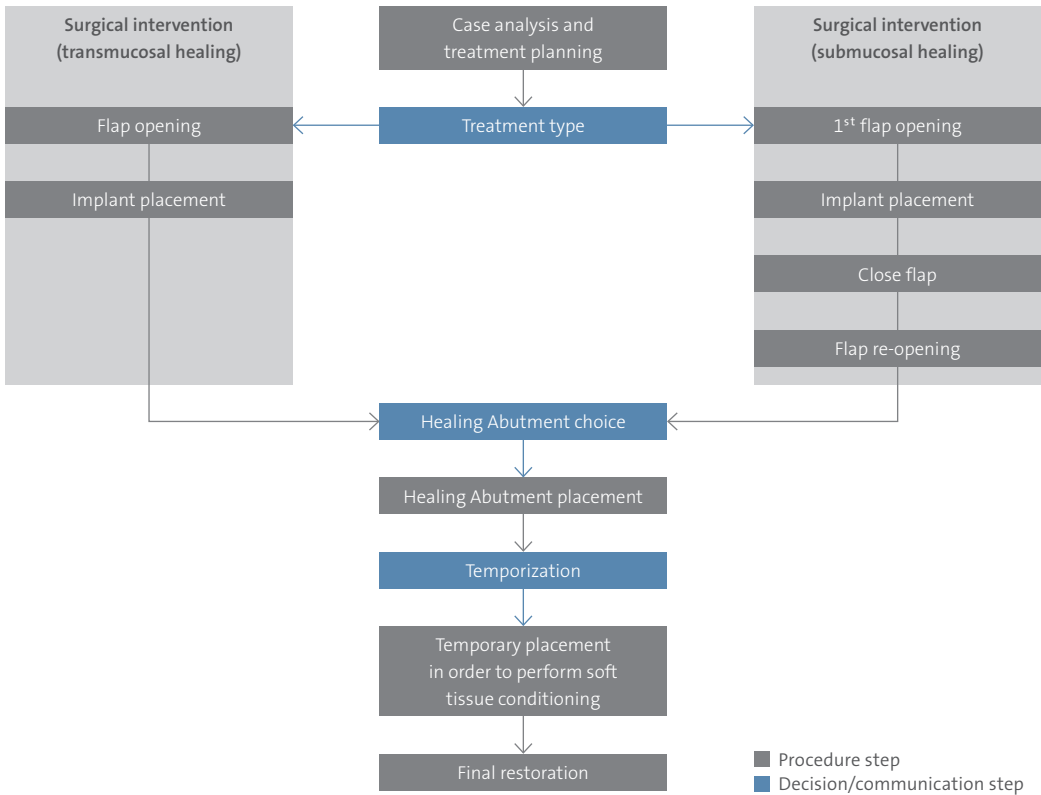 Surgical intervention
(transmucosal healing)
Case analysis and
treatment planning
Surgical intervention
(submucosal healing)
Flap opening
Treatment type
1st flap opening
Implant placement
Implant placement
Close flap
Flap re-opening
Healing Abutment choice
Healing Abutment placement
Temporization
Temporary placement
in order to perform soft
tissue conditioning
Final restoration
Procedure step
Decision/communication step